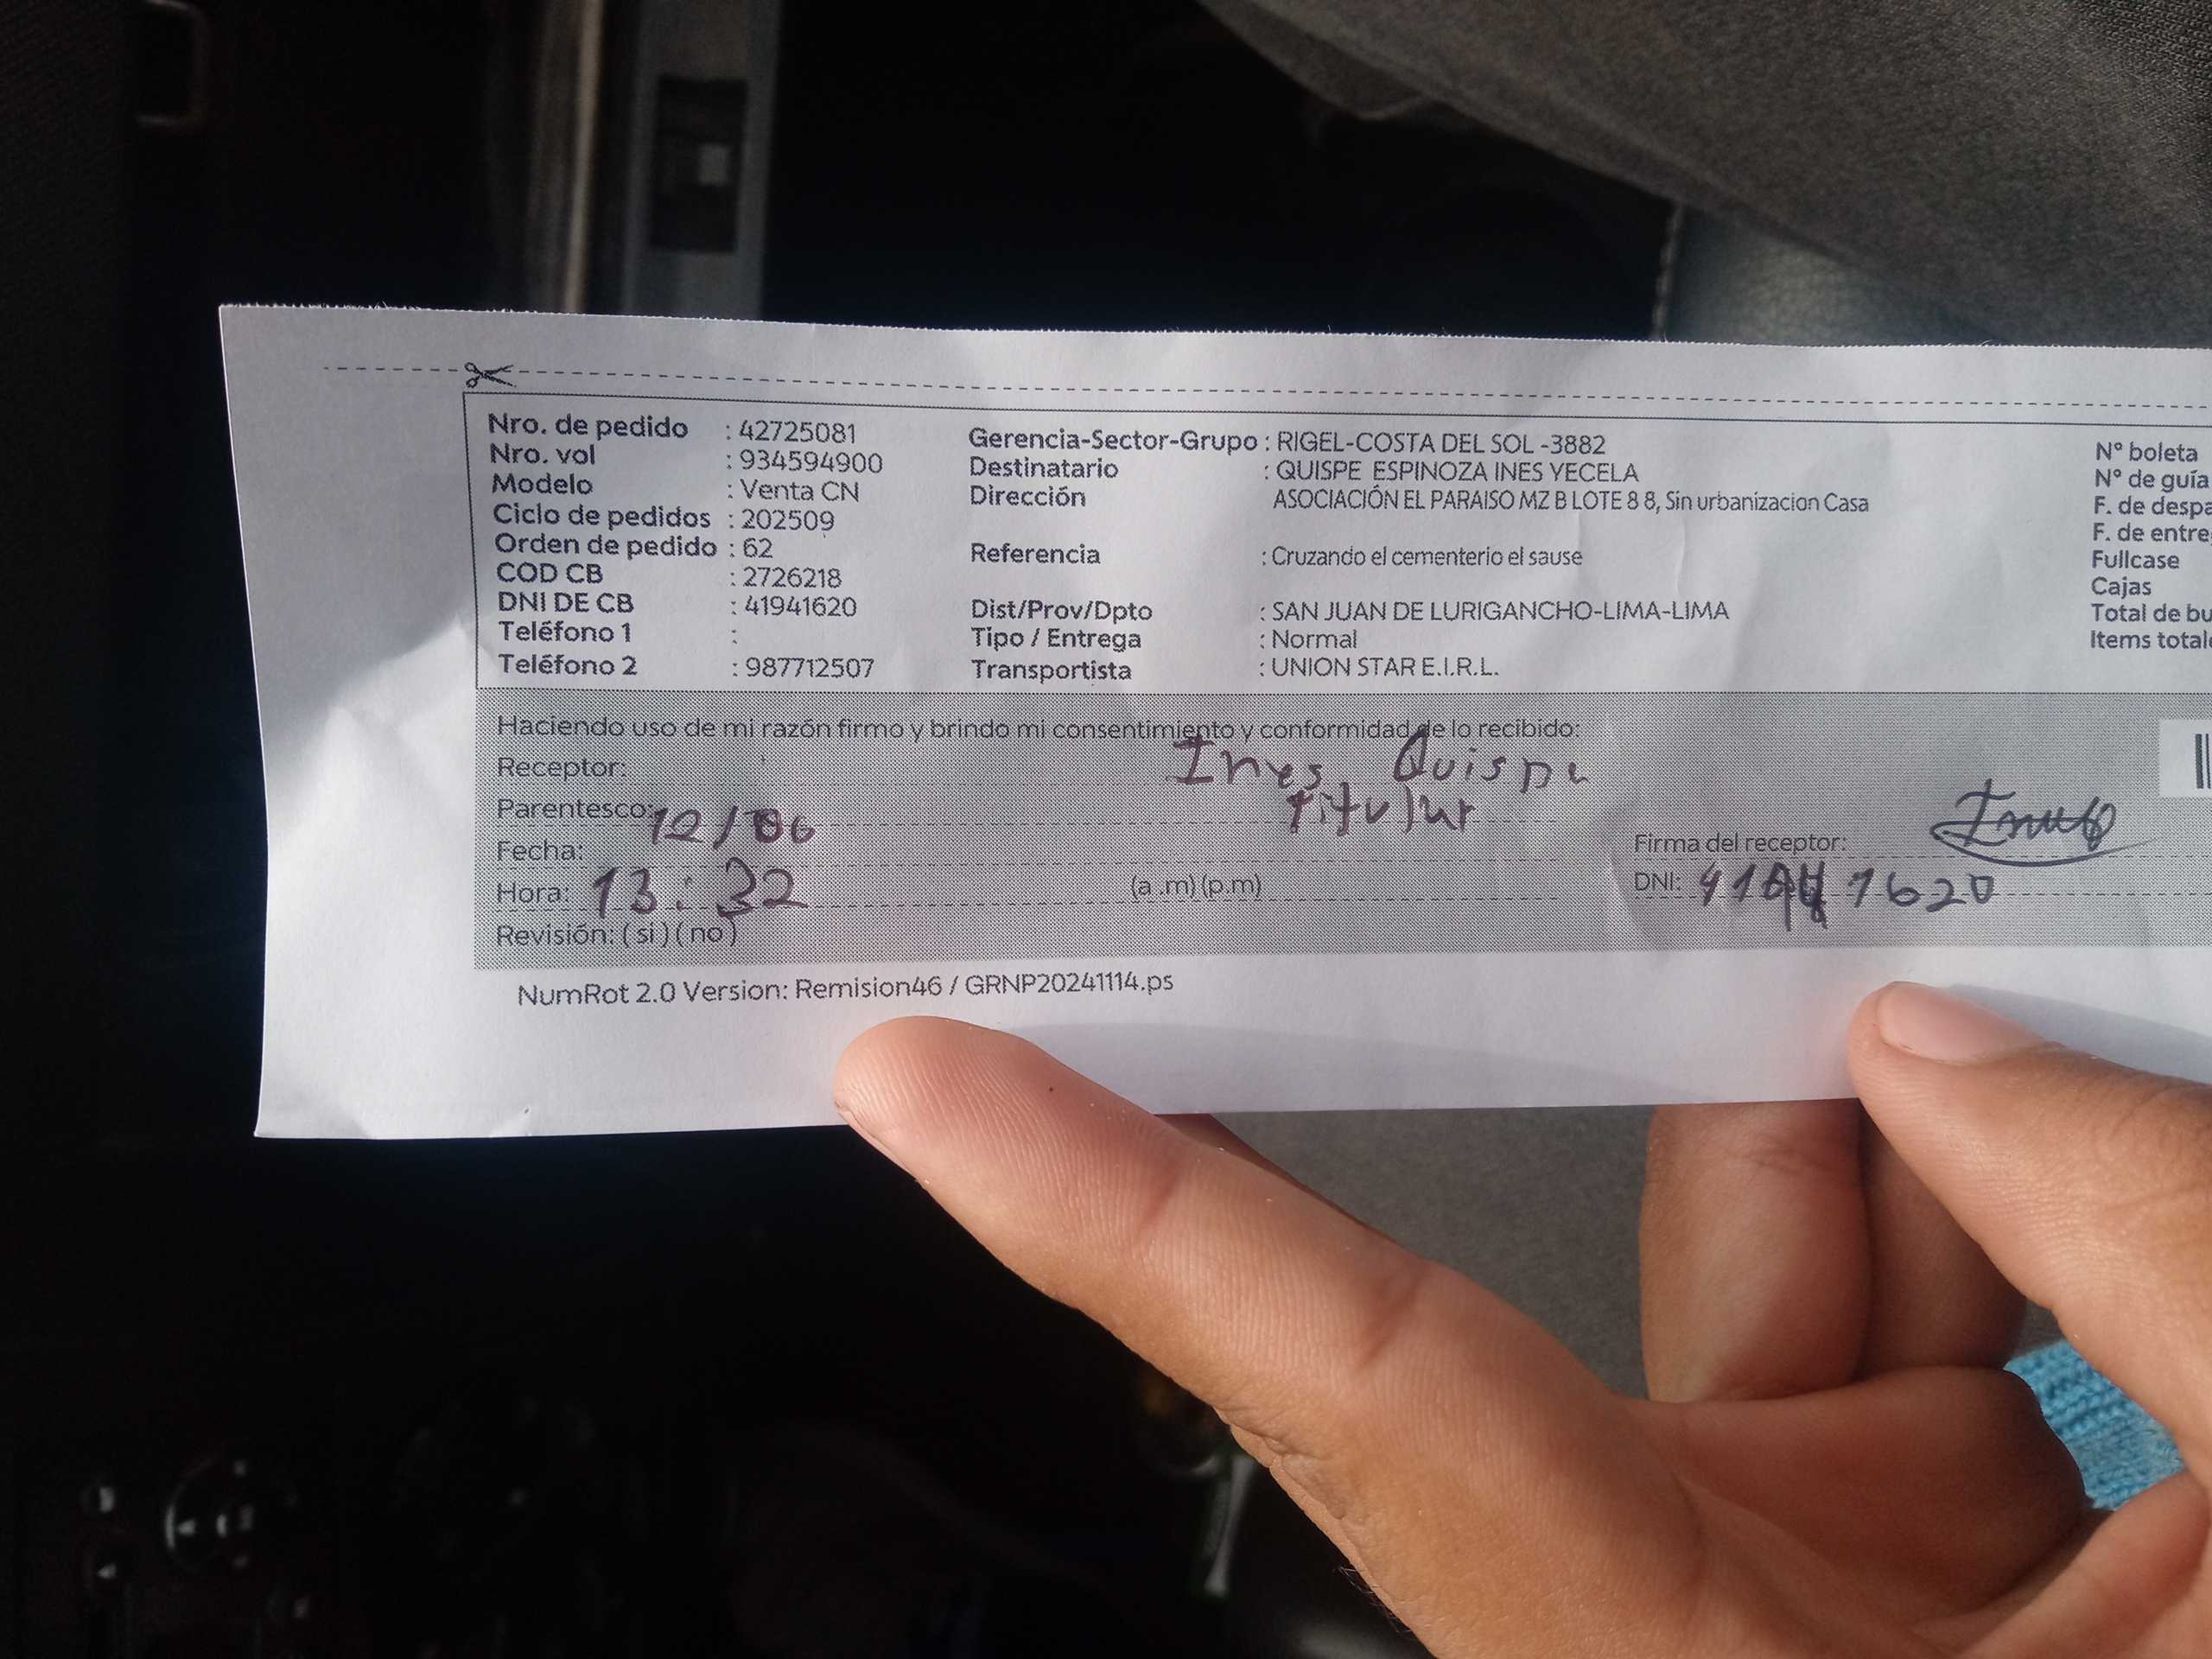 Nro. de pedido : 42725081
Nro. vol : 934594900
Modelo : Venta CN
Ciclo de pedidos : 202509
Orden de pedido : 62
COD CB : 2726218
DNI DE CB : 41941620
Teléfono 1 :
Teléfono 2 : 987712507
Gerencia-Sector-Grupo : RIGEL-COSTA DEL SOL -3882
Destinatario : QUISPE ESPINOZA INES YECELA
Dirección ASOCIACIÓN EL PARAISO MZ B LOTE 8 8, Sin urbanizacion Casa
Referencia : Cruzando el cementerio el sause
Dist/Prov/Dpto : SAN JUAN DE LURIGANCHO-LIMA-LIMA
Tipo / Entrega : Normal
Transportista : UNION STAR E.I.R.L.
Nº boleta
Nº de guía
F. de despa
F. de entre
Fullcase
Cajas
Total de bu
Items total
Haciendo uso de mi razón firmo y brindo mi consentimiento y conformidad de lo recibido:
Receptor: Ines Quispe
Parentesco: titular
Fecha: 12/06
Hora: 13:32 (a .m) (p.m)
Revisión: ( si ) ( no )
Firma del receptor:
DNI:
NumRot 2.0 Version: Remision46 / GRNP20241114.ps